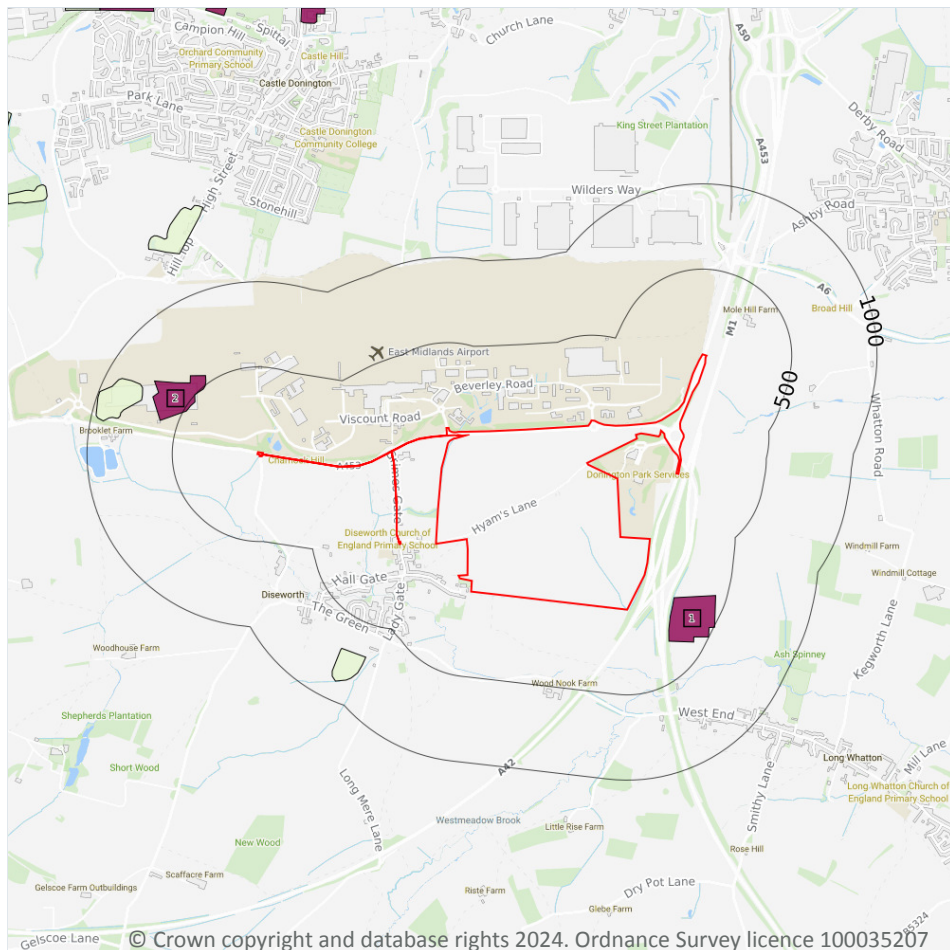 Campion Hill
Spittal
Church Lane
A50
Orchard Community
Primary School
Castle Hill
Castle Donington
Park Lane
King Street Plantation
Derby Road
Castle Donington
Community College
A453
High Street
Wilders Way
Stonehill
Ashby Road
Hill Top
A6
Broad Hill
Mole Hill Farm
1000
M1
East Midlands Airport
500
Beverley Road
2
Viscount Road
Whatton Road
Brooklet Farm
Charnock Hill
A453
Grimes Gate
Donington Park Services
Hyam's Lane
Diseworth Church of
England Primary School
Windmill Farm
Hall Gate
Windmill Cottage
Diseworth
The Green
Lady Gate
1
Kegworth Lane
Woodhouse Farm
Ash Spinney
Wood Nook Farm
Shepherds Plantation
West End
Short Wood
A42
Long Whatton
Mill Lane
Long Mere Lane
Smithy Lane
Long Whatton Church of
England Primary School
Westmeadow Brook
Little Rise Farm
New Wood
Rose Hill
Scaffacre Farm
Gelscoe Farm Outbuildings
Riste Farm
Dry Pot Lane
Glebe Farm
Gelscoe Lane
© Crown copyright and database rights 2024. Ordnance Survey licence 100035207